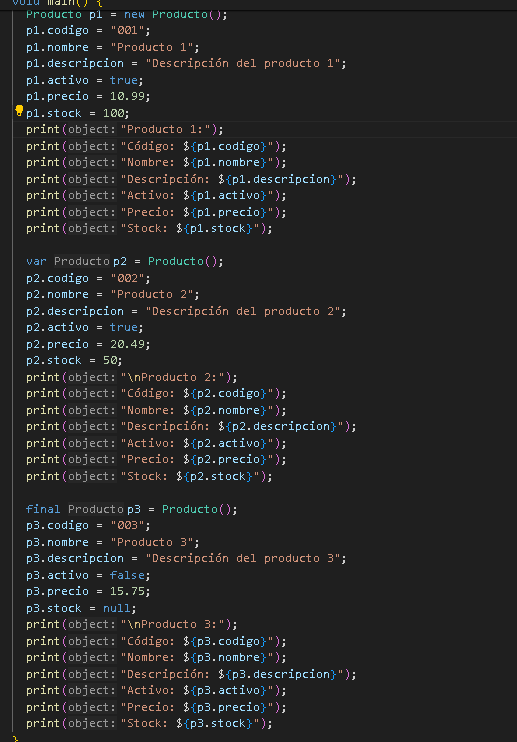 void main() {
Producto p1 = new Producto();
p1.codigo = "001";
p1.nombre = "Producto 1";
p1.descripcion = "Descripción del producto 1";
p1.activo = true;
p1.precio = 10.99;
p1.stock = 100;
print(object: "Producto 1:");
print(object: "Código: ${p1.codigo}");
print(object: "Nombre: ${p1.nombre}");
print(object: "Descripción: ${p1.descripcion}");
print(object: "Activo: ${p1.activo}");
print(object: "Precio: ${p1.precio}");
print(object: "Stock: ${p1.stock}");
var Producto p2 = Producto();
p2.codigo = "002";
p2.nombre = "Producto 2";
p2.descripcion = "Descripción del producto 2";
p2.activo = true;
p2.precio = 20.49;
p2.stock = 50;
print(object: "\nProducto 2:");
print(object: "Código: ${p2.codigo}");
print(object: "Nombre: ${p2.nombre}");
print(object: "Descripción: ${p2.descripcion}");
print(object: "Activo: ${p2.activo}");
print(object: "Precio: ${p2.precio}");
print(object: "Stock: ${p2.stock}");
final Producto p3 = Producto();
p3.codigo = "003";
p3.nombre = "Producto 3";
p3.descripcion = "Descripción del producto 3";
p3.activo = false;
p3.precio = 15.75;
p3.stock = null;
print(object: "\nProducto 3:");
print(object: "Código: ${p3.codigo}");
print(object: "Nombre: ${p3.nombre}");
print(object: "Descripción: ${p3.descripcion}");
print(object: "Activo: ${p3.activo}");
print(object: "Precio: ${p3.precio}");
print(object: "Stock: ${p3.stock}");
}